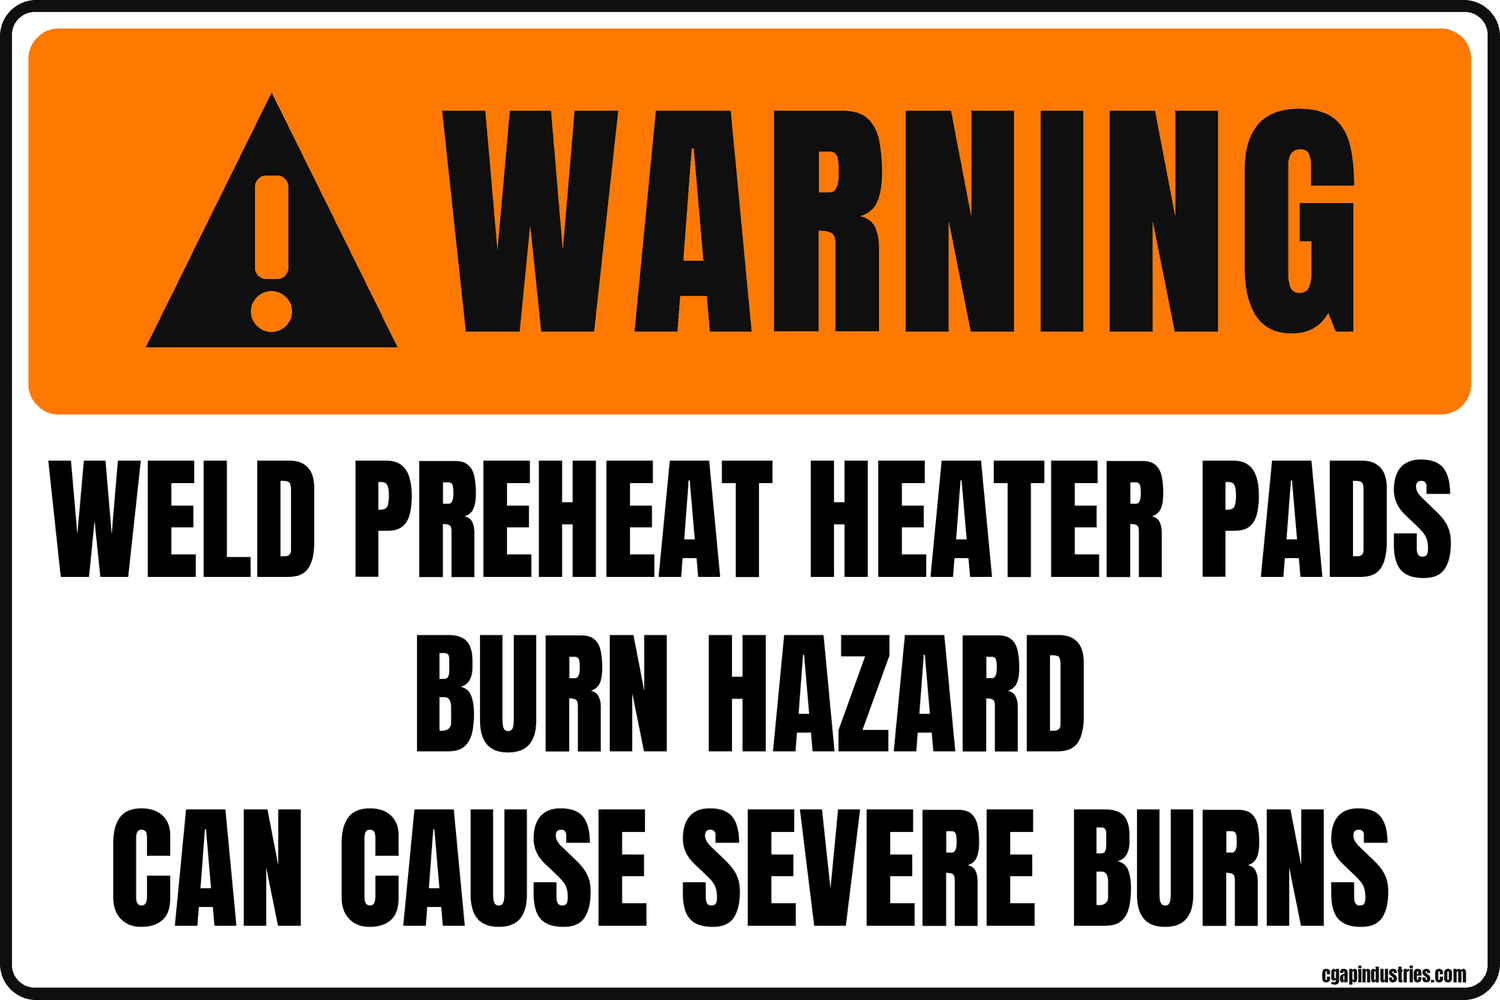 WARNING
WELD PREHEAT HEATER PADS
BURN HAZARD
CAN CAUSE SEVERE BURNS
cgapindustries.com